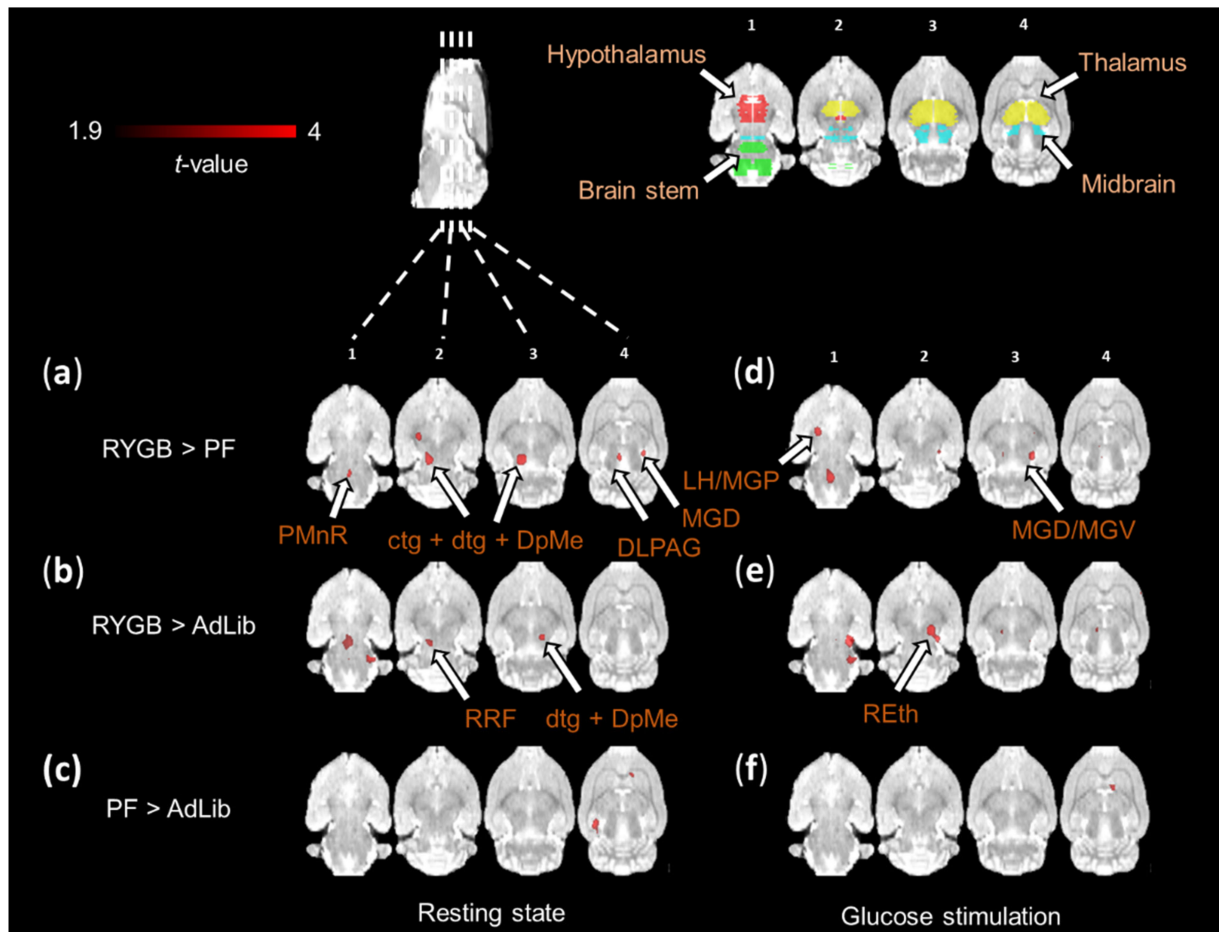 1 2 3 4
Hypothalamus
Thalamus
1.9 4
t-value
Brain stem
Midbrain
(a)
1 2 3 4
RYGB > PF
PMnR
ctg + dtg + DpMe
DLPAG
MGD
(d)
1 2 3 4
LH/MGP
MGD/MGV
(b)
RYGB > AdLib
RRF
dtg + DpMe
(e)
REth
(c)
PF > AdLib
(f)
Resting state
Glucose stimulation